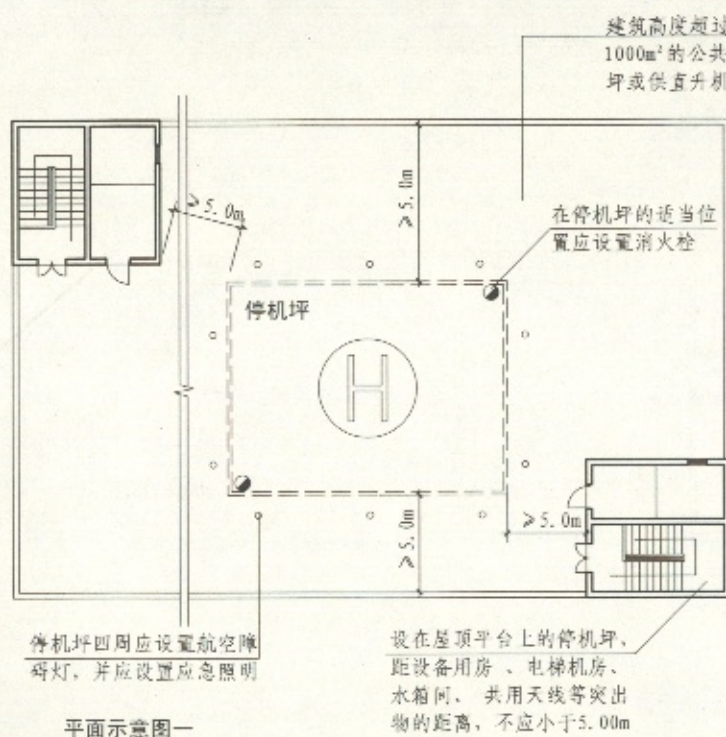 建筑高度超过
1000m²的公共
坪或供直升机
≥5.0m
≥5.0m
在停机坪的适当位
置应设置消火栓
停机坪
H
≥5.0m
≥5.0m
停机坪四周应设置航空障
碍灯，并应设置应急照明
设在屋顶平台上的停机坪、
距设备用房、电梯机房、
水箱间、共用天线等突出
物的距离，不应小于5.00m
平面示意图一